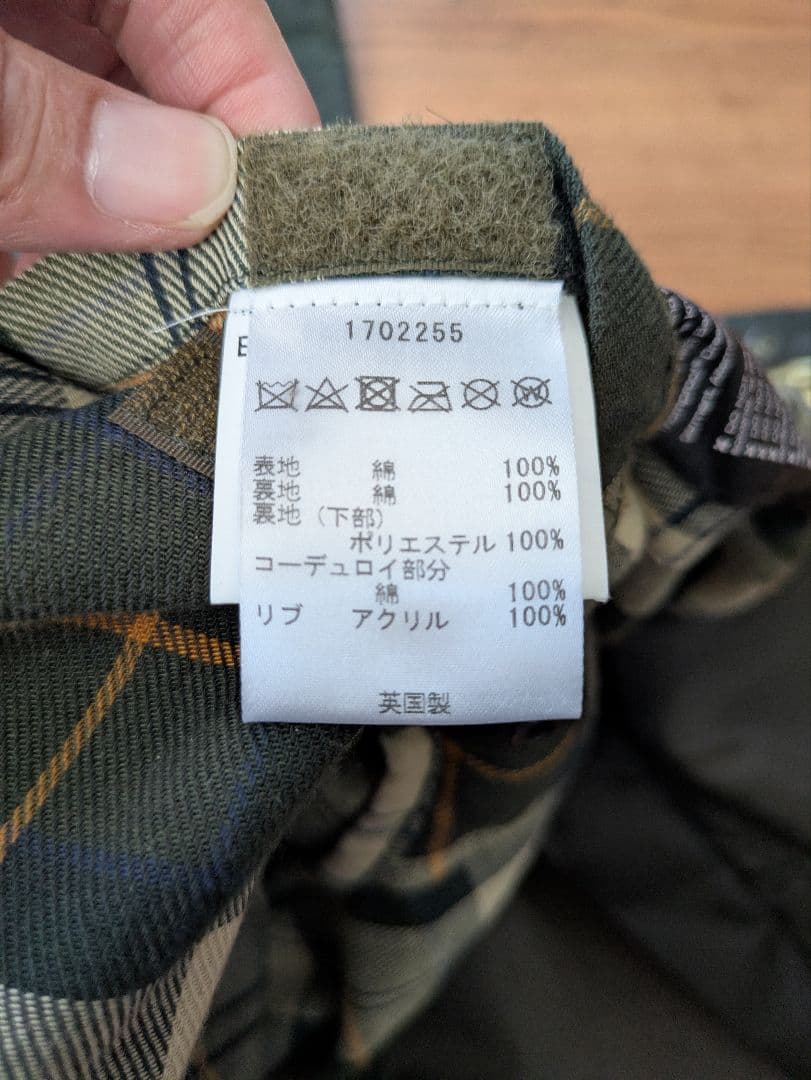 1702255
表地 綿 100%
裏地 綿 100%
裏地 (下部)
ポリエステル 100%
コーデュロイ部分
綿 100%
リブ アクリル 100%
英国製